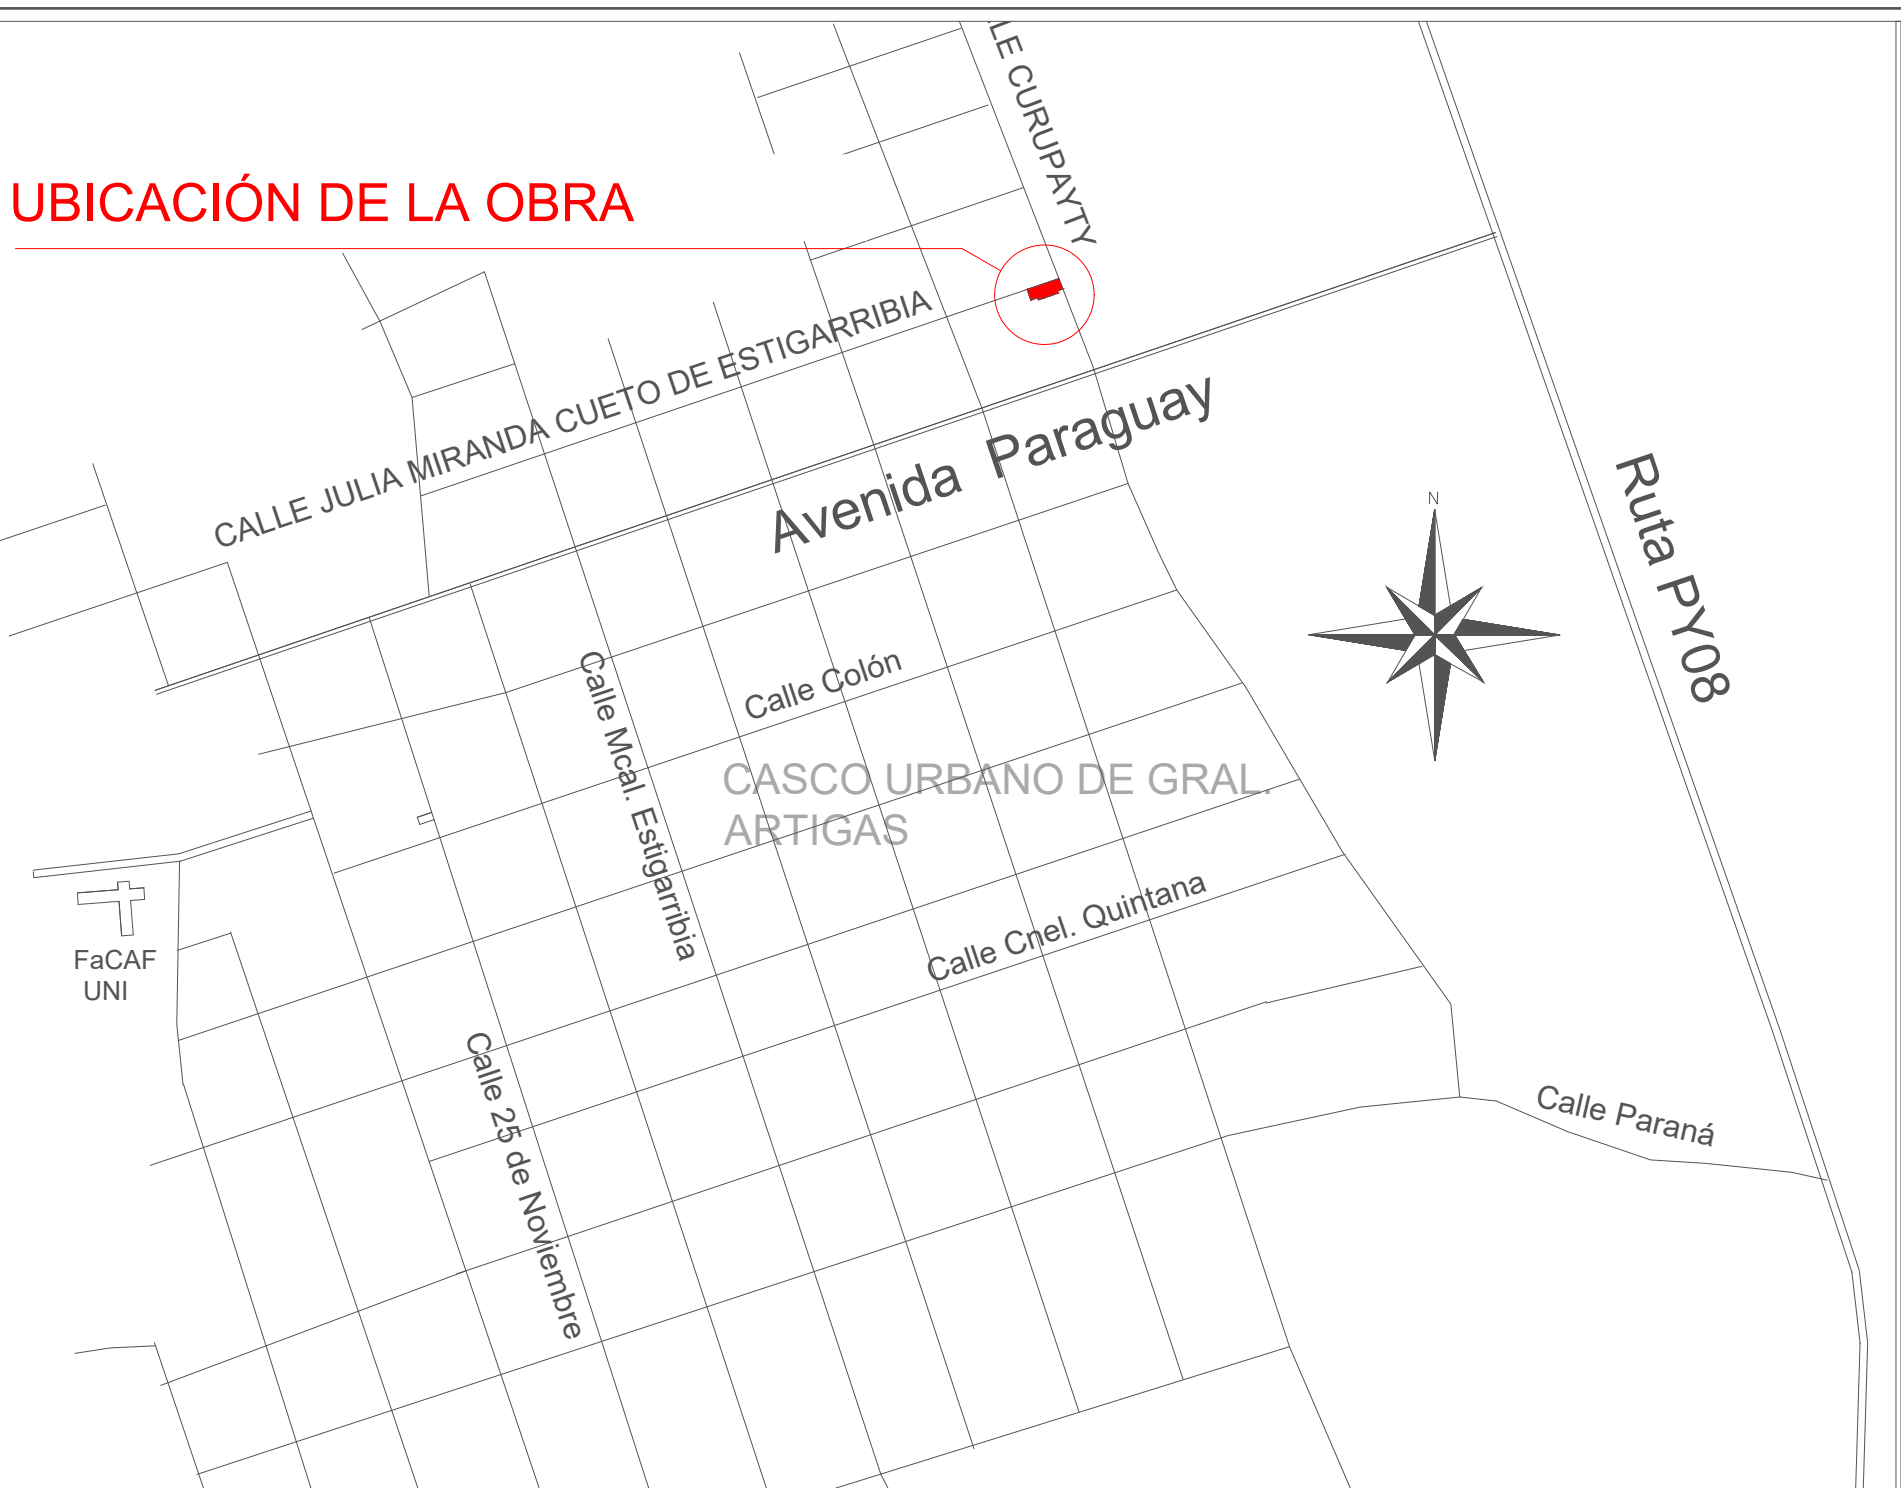 LE CURUPAYTY
UBICACIÓN DE LA OBRA
CALLE JULIA MIRANDA CUETO DE ESTIGARRIBIA
Avenida Paraguay
N
Ruta PY08
Calle Colón
Calle Mcal. Estigarribia
CASCO URBANO DE GRAL.
ARTIGAS
Calle Cnel. Quintana
FaCAF
UNI
Calle 25 de Noviembre
Calle Paraná